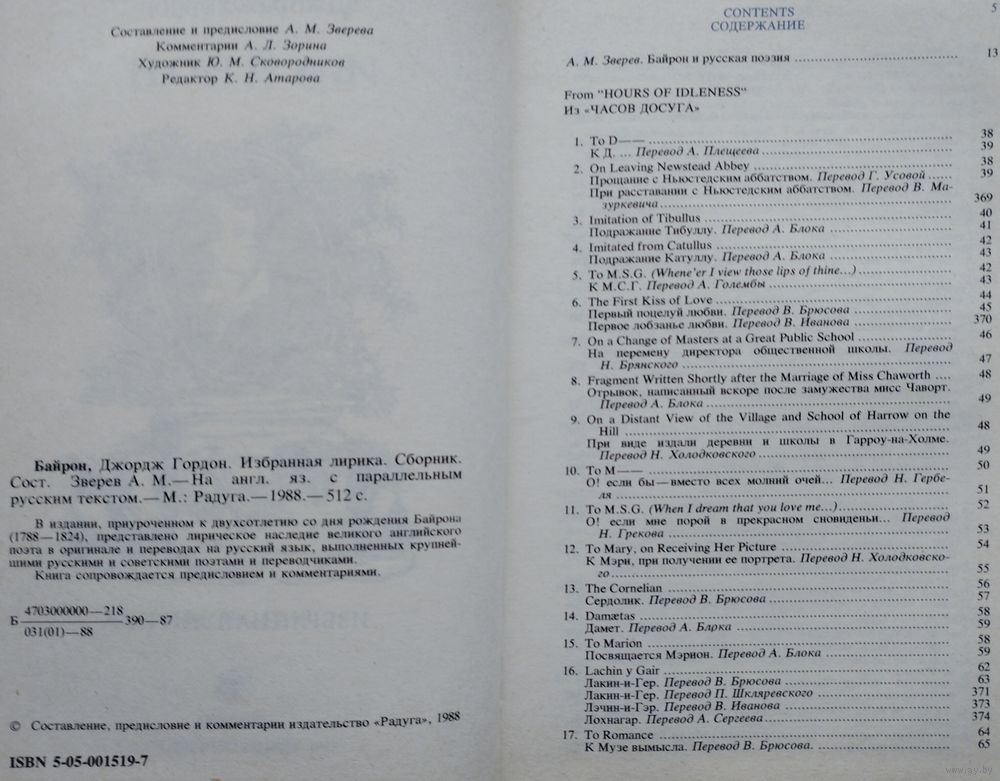 Составление и предисловие А. М. Зверева
Комментарии А. Л. Зорина
Художник Ю. М. Сковородников
Редактор К. Н. Атарова
Байрон, Джордж Гордон. Избранная лирика. Сборник.
Сост. Зверев А. М.—На англ. яз. с параллельным
русским текстом.—М.: Радуга.—1988.—512 с.
В издании, приуроченном к двухсотлетию со дня рождения Байрона
(1788—1824), представлено лирическое наследие великого английского
поэта в оригинале и переводах на русский язык, выполненных крупней-
шими русскими и советскими поэтами и переводчиками.
Книга сопровождается предисловием и комментариями.
4703000000—218
Б 390—87
031(01)—88
© Составление, предисловие и комментарии издательство «Радуга», 1988
ISBN 5-05-001519-7
5
CONTENTS
СОДЕРЖАНИЕ
А. М. Зверев. Байрон и русская поэзия 13
From "HOURS OF IDLENESS"
Из «ЧАСОВ ДОСУГА»
1. To D—— 38
К Д. ... Перевод А. Плещеева 39
2. On Leaving Newstead Abbey 38
Прощание с Ньюстедским аббатством. Перевод Г. Усовой 39
При расставании с Ньюстедским аббатством. Перевод В. Ма-
зуркевича 369
3. Imitation of Tibullus 40
Подражание Тибуллу. Перевод А. Блока 41
4. Imitated from Catullus 42
Подражание Катуллу. Перевод А. Блока 43
5. To M.S.G. (Whene'er I view those lips of thine...) 42
К М.С.Г. Перевод А. Голембы 43
6. The First Kiss of Love 44
Первый поцелуй любви. Перевод В. Брюсова 45
Первое лобзанье любви. Перевод В. Иванова 370
7. On a Change of Masters at a Great Public School 46
На перемену директора общественной школы. Перевод
Н. Брянского 47
8. Fragment Written Shortly after the Marriage of Miss Chaworth 48
Отрывок, написанный вскоре после замужества мисс Чаворт.
Перевод А. Блока 49
9. On a Distant View of the Village and School of Harrow on the
Hill 48
При виде издали деревни и школы в Гарроу-на-Холме.
Перевод Н. Холодковского 49
10. To M—— 50
О! если бы—вместо всех молний очей... Перевод Н. Гербе-
ля 51
11. To M.S.G. (When I dream that you love me...) 52
О! если мне порой в прекрасном сновиденьи... Перевод
Н. Грекова 53
12. To Mary, on Receiving Her Picture 54
К Мэри, при получении ее портрета. Перевод Н. Холодковско-
го 55
13. The Cornelian 56
Сердолик. Перевод В. Брюсова 57
14. Damætas 58
Дамет. Перевод А. Блока 59
15. To Marion 58
Посвящается Мэрион. Перевод А. Блока 59
16. Lachin y Gair 62
Лакин-и-Гер. Перевод В. Брюсова 63
Лакин-и-Гер. Перевод П. Шкляревского 371
Лэчин-и-Гэр. Перевод В. Иванова 373
Лохнагар. Перевод А. Сергеева 374
17. To Romance 64
К Музе вымысла. Перевод В. Брюсова. 65
www.ay.by